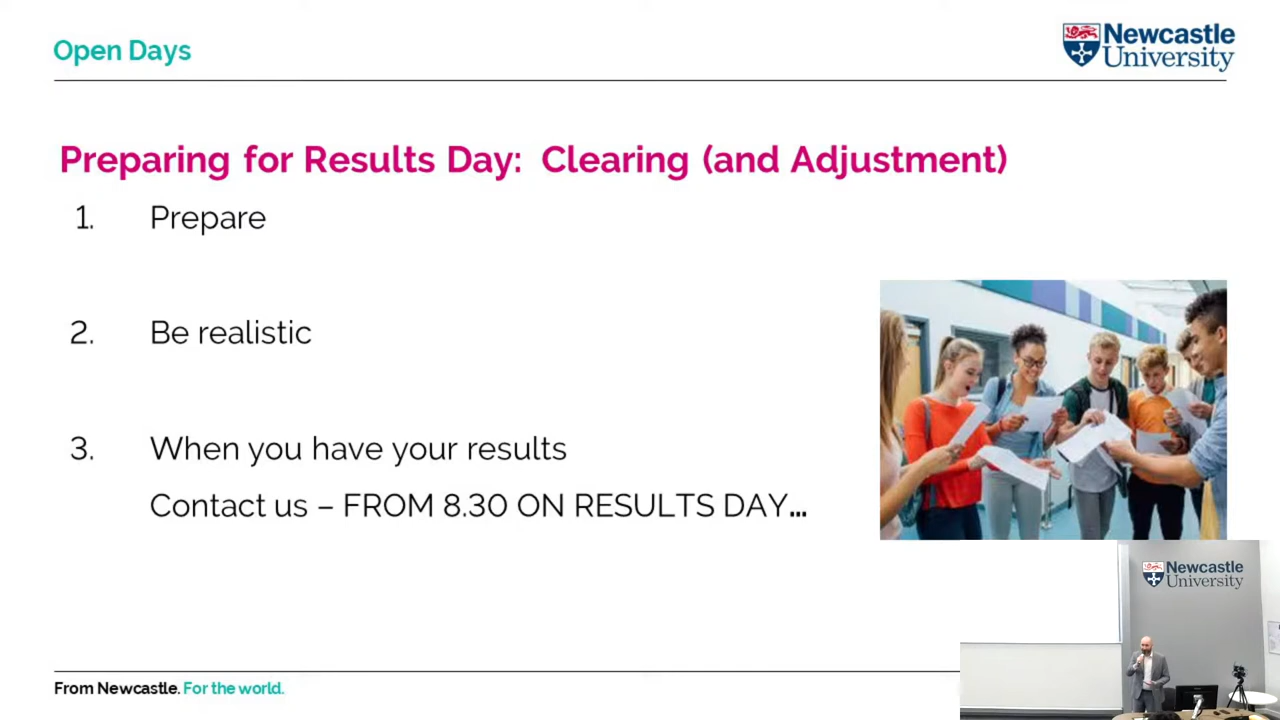 Open Days
Newcastle
University
Preparing for Results Day: Clearing (and Adjustment)
1. Prepare
2. Be realistic
3. When you have your results
Contact us – FROM 8.30 ON RESULTS DAY...
Newcastle
University
From Newcastle. For the world.